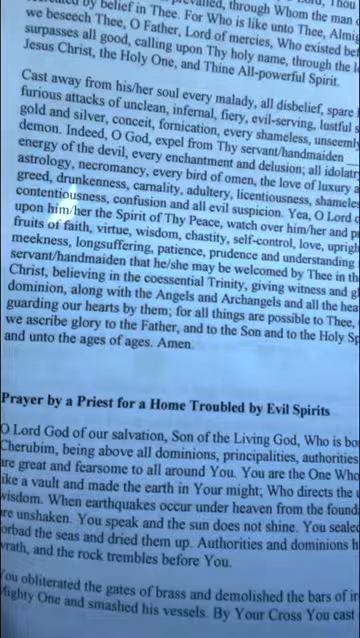 by belief in Thee. For Who is like unto Thee, Almig
we beseech Thee, O Father, Lord of mercies, Who existed bef
surpasses all good, calling upon Thy holy name, through the l
Jesus Christ, the Holy One, and Thine All-powerful Spirit.
Cast away from his/her soul every malady, all disbelief, spare
furious attacks of unclean, infernal, fiery, evil-serving, lustful
gold and silver, conceit, fornication, every shameless, unseemly
demon. Indeed, O God, expel from Thy servant/handmaiden
energy of the devil, every enchantment and delusion; all idolatr
astrology, necromancy, every bird of omen, the love of luxury a
greed, drunkenness, carnality, adultery, licentiousness, shameles
contentiousness, confusion and all evil suspicion. Yea, O Lord o
upon him/her the Spirit of Thy Peace, watch over him/her and p
fruits of faith, virtue, wisdom, chastity, self-control, love, uprigh
meekness, longsuffering, patience, prudence and understanding
servant/handmaiden that he/she may be welcomed by Thee in th
Christ, believing in the coessential Trinity, giving witness and g
dominion, along with the Angels and Archangels and all the hea
guarding our hearts by them; for all things are possible to Thee,
we ascribe glory to the Father, and to the Son and to the Holy Sp
and unto the ages of ages. Amen.
Prayer by a Priest for a Home Troubled by Evil Spirits
O Lord God of our salvation, Son of the Living God, Who is bo
Cherubim, being above all dominions, principalities, authorities
are great and fearsome to all around You. You are the One Who
like a vault and made the earth in Your might; Who directs the
wisdom. When earthquakes occur under heaven from the founda
are unshaken. You speak and the sun does not shine. You sealed
forbad the seas and dried them up. Authorities and dominions h
wrath, and the rock trembles before You.
You obliterated the gates of brass and demolished the bars of ir
Mighty One and smashed his vessels. By Your Cross You cast